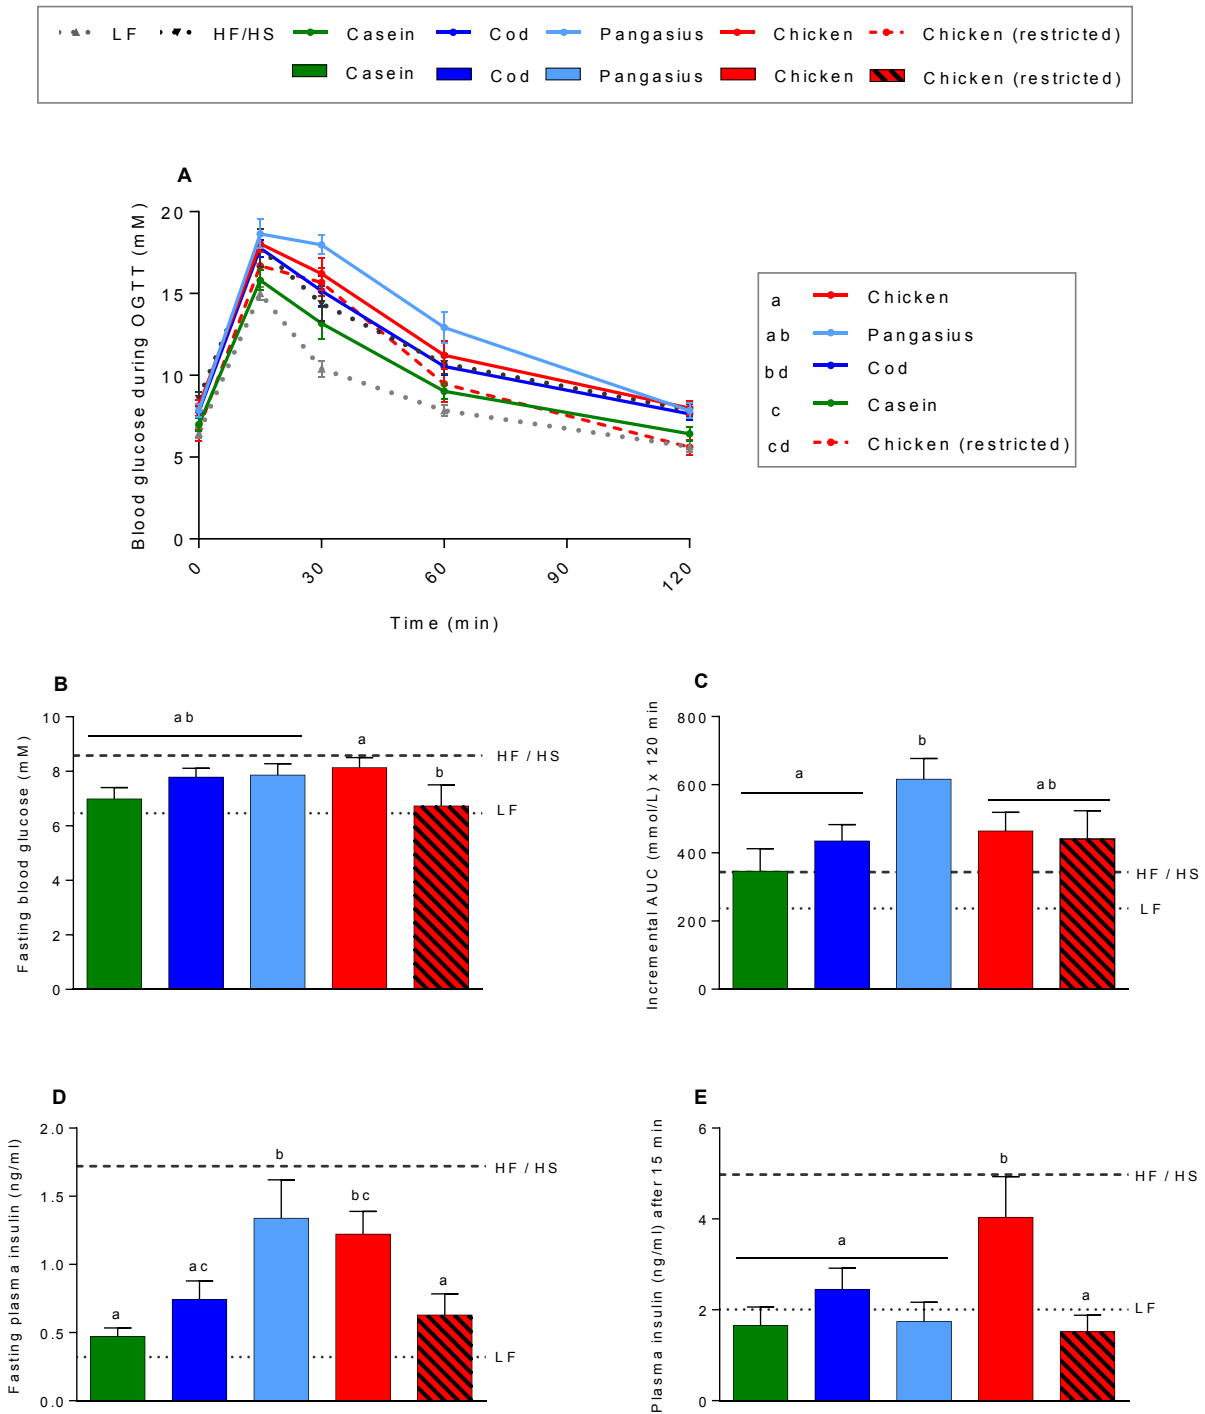 LF HF/HS Casein Cod Pangasius Chicken Chicken (restricted)
Casein Cod Pangasius Chicken Chicken (restricted)
A
Blood glucose during OGTT (mM)
20
15
10
5
0
0 30 60 90 120
Time (min)
a Chicken
ab Pangasius
bd Cod
c Casein
cd Chicken (restricted)
B
Fasting blood glucose (mM)
10
8
6
4
2
0
ab
a
b
HF / HS
LF
C
Incremental AUC (mmol/L) x 120 min
800
600
400
200
0
a
b
ab
HF / HS
LF
D
Fasting plasma insulin (ng/ml)
2.0
1.5
1.0
0.5
0.0
a
ac
b
bc
a
HF / HS
LF
E
Plasma insulin (ng/ml) after 15 min
6
4
2
0
a
b
a
HF / HS
LF